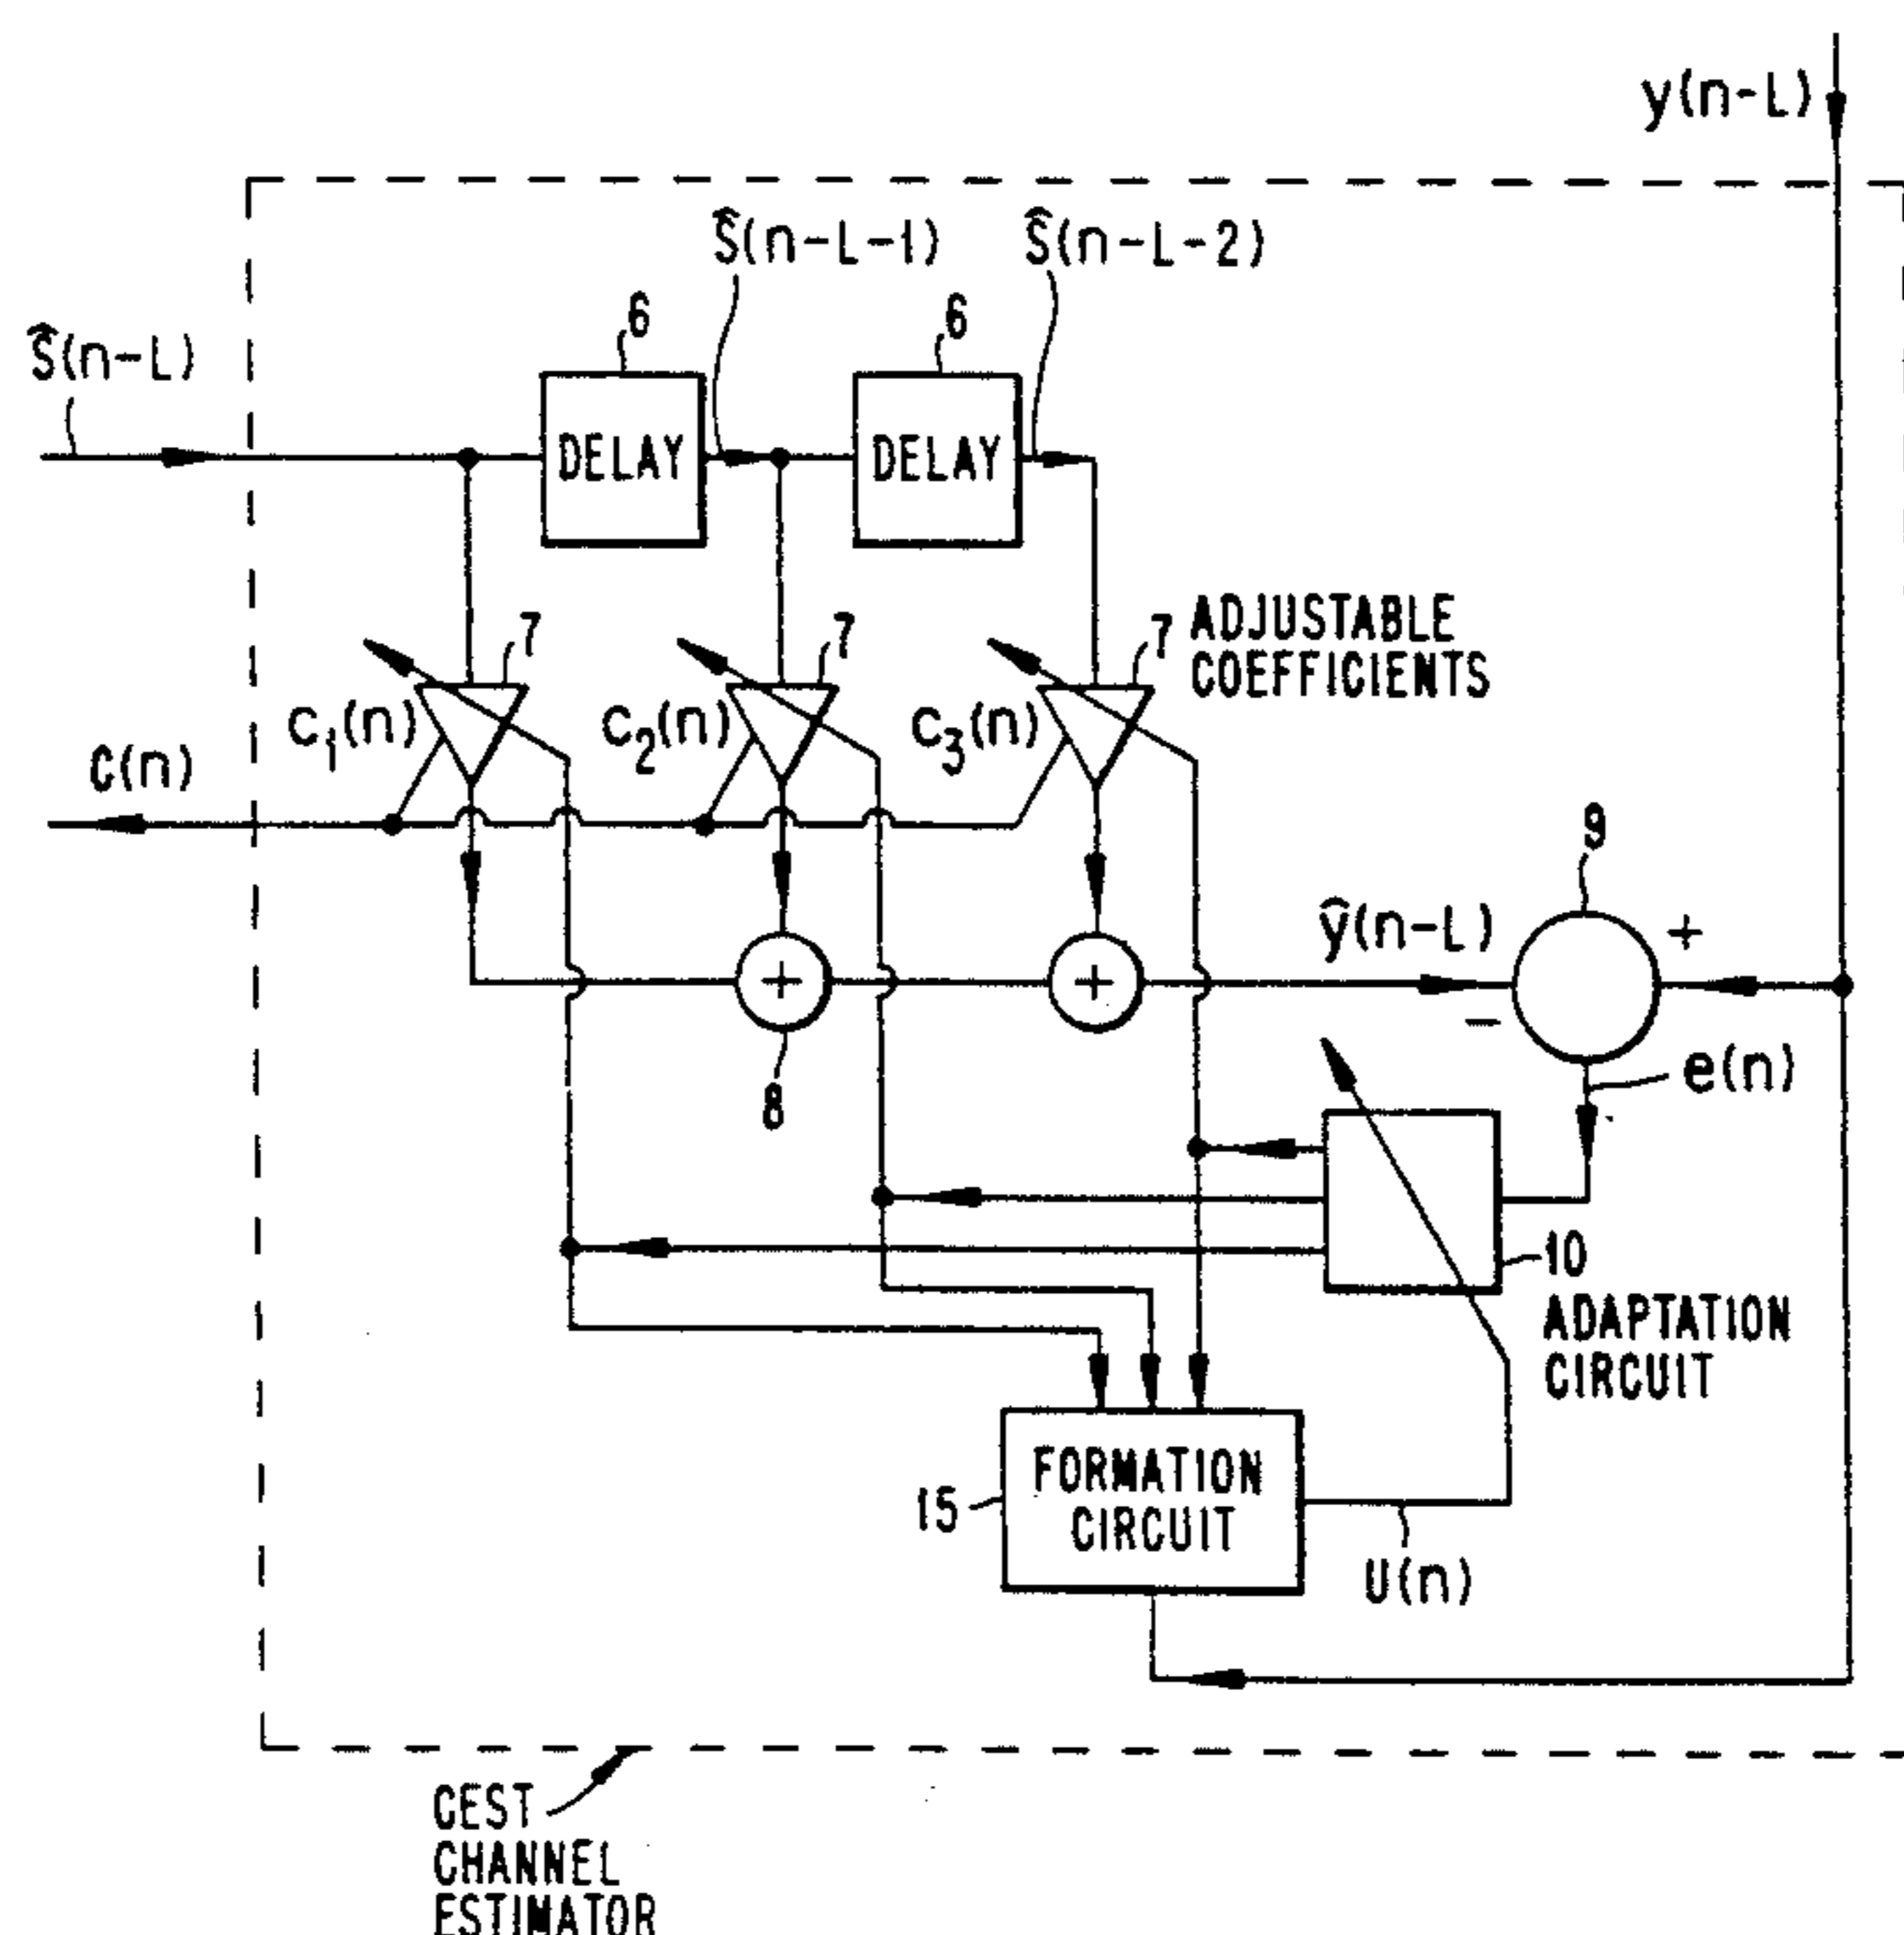 y(n-L)
ŝ(n-L-1)
ŝ(n-L-2)
6
6
ŝ(n-L)
DELAY
DELAY
7
7
7
ADJUSTABLE
COEFFICIENTS
c₁(n)
c₂(n)
c₃(n)
C(n)
9
ŷ(n-L)
+
+
+
−
8
e(n)
10
ADAPTATION
CIRCUIT
FORMATION
CIRCUIT
15
U(n)
CEST
CHANNEL
ESTIMATOR